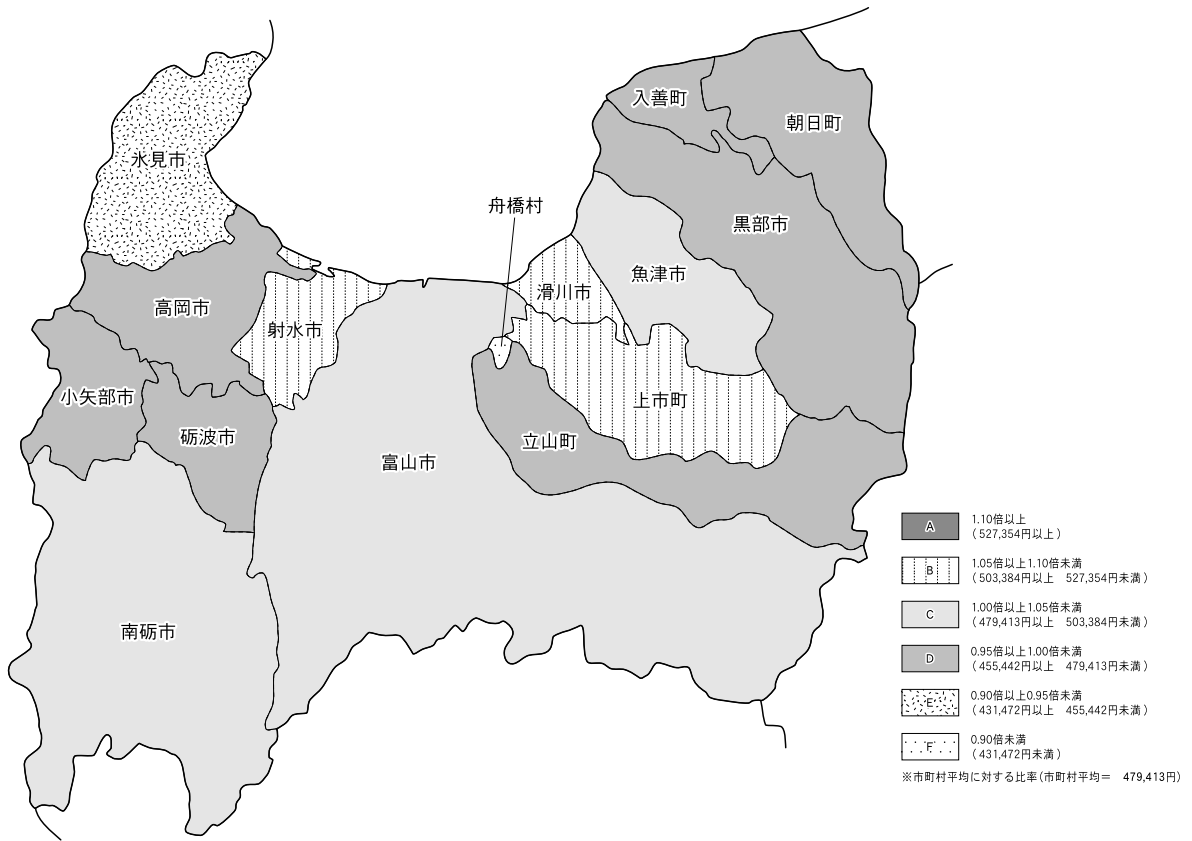 入善町
朝日町
氷見市
舟橋村
黒部市
魚津市
滑川市
高岡市
射水市
小矢部市
上市町
砺波市
立山町
富山市
南砺市
A
1.10倍以上
(527,354円以上)
B
1.05倍以上1.10倍未満
(503,384円以上 527,354円未満)
C
1.00倍以上1.05倍未満
(479,413円以上 503,384円未満)
D
0.95倍以上1.00倍未満
(455,442円以上 479,413円未満)
E
0.90倍以上0.95倍未満
(431,472円以上 455,442円未満)
F
0.90倍未満
(431,472円未満)
※市町村平均に対する比率(市町村平均= 479,413円)